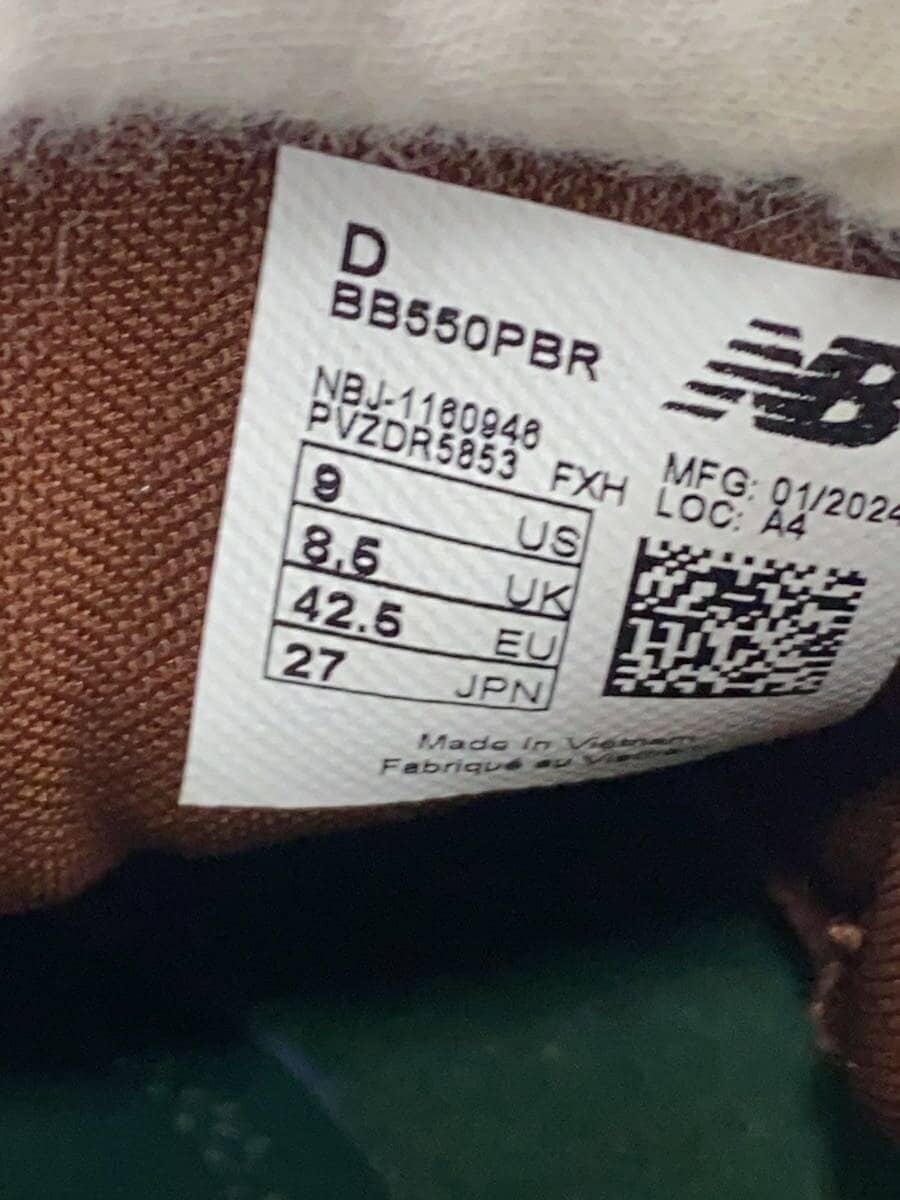 D
BB550PBR
NB
NBJ-1160946
PVZDR5853 FXH
MFG: 01/2024
LOC: A4
9 US
8.5 UK
42.5 EU
27 JPN
Made in Vietnam
Fabriqué au Vietnam